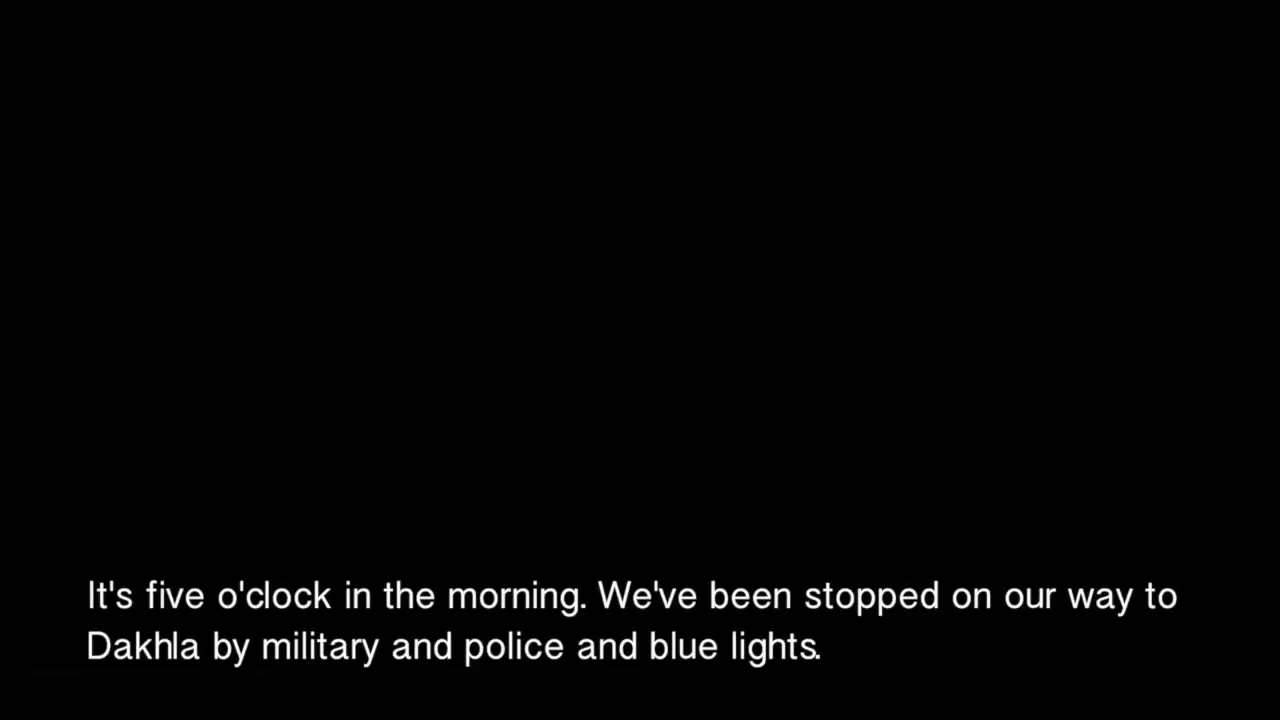 It's five o'clock in the morning. We've been stopped on our way to
Dakhla by military and police and blue lights.